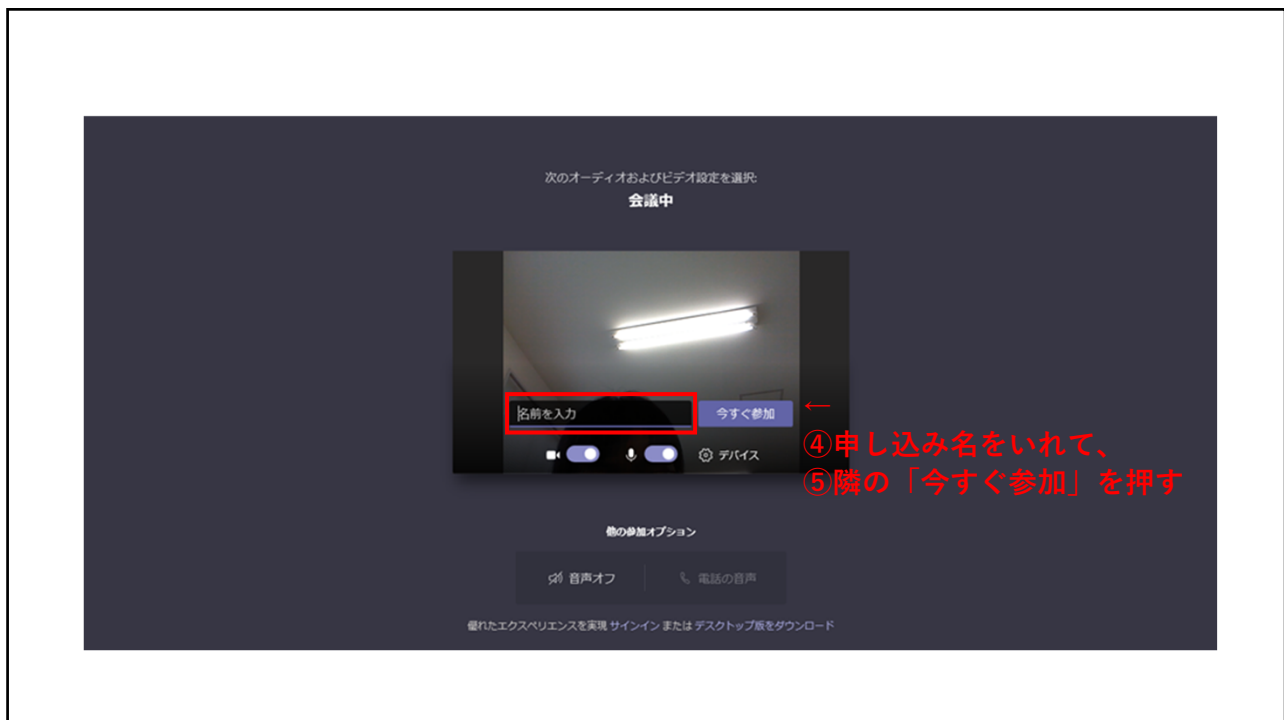 次のオーディオおよびビデオ設定を選択:
会議中
名前を入力
今すぐ参加
←
④申し込み名をいれて、
デバイス
⑤隣の「今すぐ参加」を押す
他の参加オプション
音声オフ
電話の音声
優れたエクスペリエンスを実現 サインイン または デスクトップ版をダウンロード